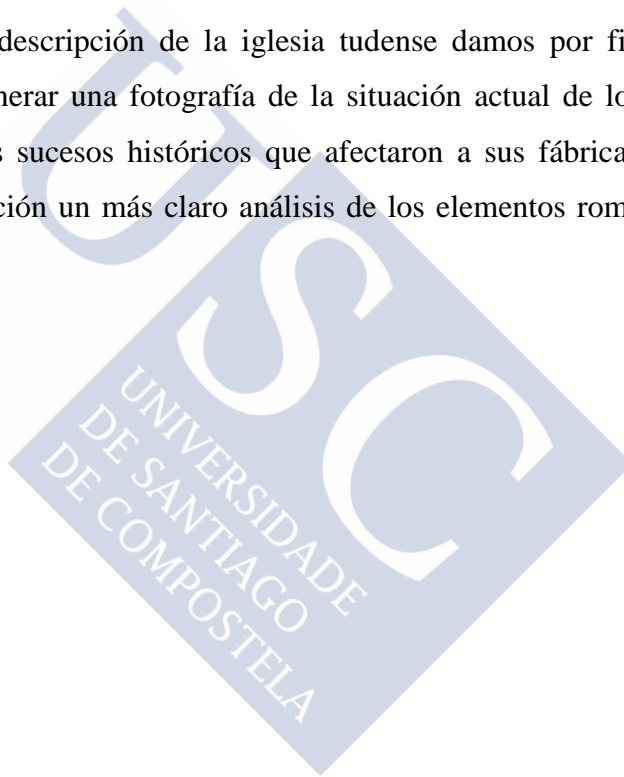 descripción de la iglesia tudense damos por fi
nerar una fotografía de la situación actual de lo
s sucesos históricos que afectaron a sus fábrica
ción un más claro análisis de los elementos rom
USC
UNIVERSIDADE
DE SANTIAGO
DE COMPOSTELA